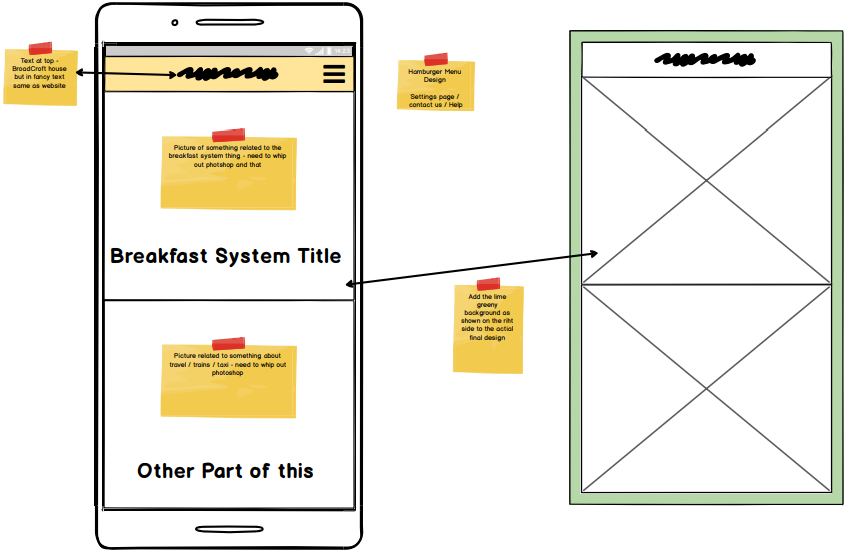 Text at top -
BroadCroft house
but in fancy text
same as website
14:23
Picture of something related to the
breakfast system thing - need to whip
out photshop and that
Breakfast System Title
Picture related to something about
travel / trains / taxi - need to whip out
photoshop
Other Part of this
Hamburger Menu
Design
Settings page /
contact us / Help
Add the lime
greeny
background as
shown on the riht
side to the actial
final design